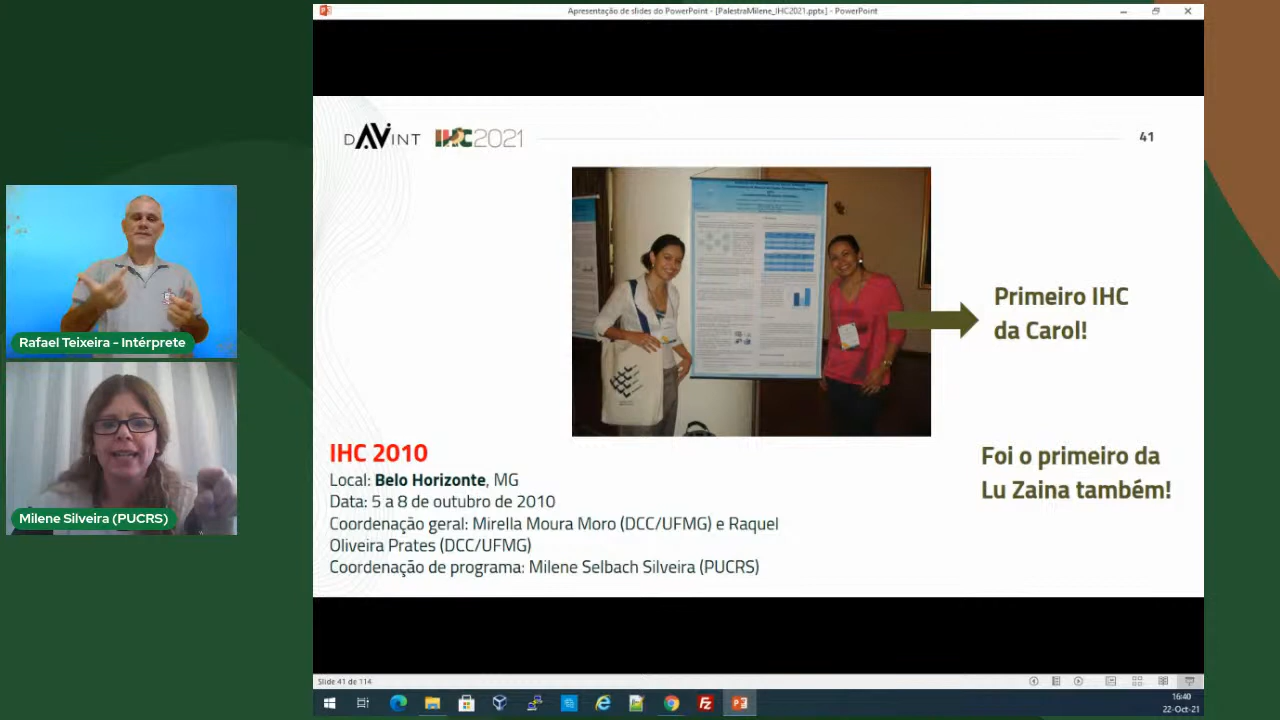 Apresentação de slides do PowerPoint - [PalestraMilene_IHC2021.pptx] - PowerPoint
DAVINT IHC2021
41
Primeiro IHC
da Carol!
Rafael Teixeira - Intérprete
IHC 2010
Local: Belo Horizonte, MG
Data: 5 a 8 de outubro de 2010
Coordenação geral: Mirella Moura Moro (DCC/UFMG) e Raquel
Oliveira Prates (DCC/UFMG)
Coordenação de programa: Milene Selbach Silveira (PUCRS)
Foi o primeiro da
Lu Zaina também!
Milene Silveira (PUCRS)
Slide 41 de 114
16:40
22-Oct-21